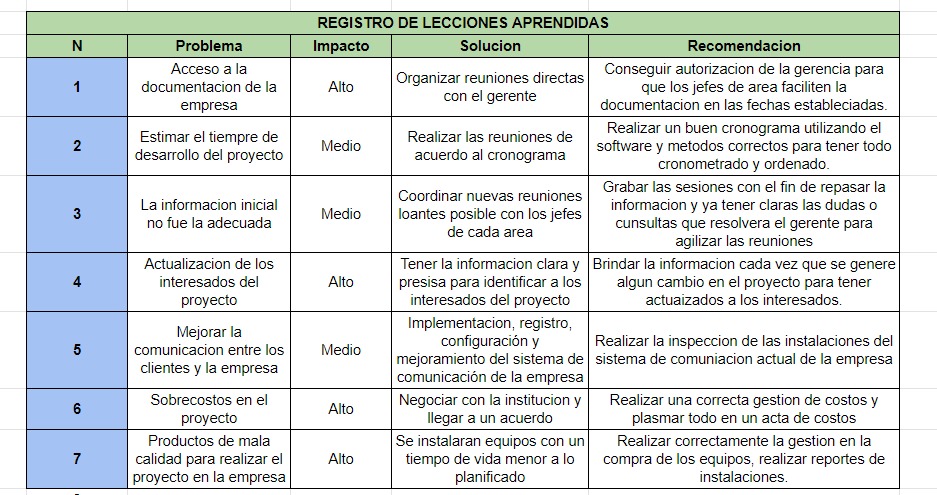 REGISTRO DE LECCIONES APRENDIDAS
N Problema Impacto Solucion Recomendacion
1
Acceso a la
documentacion de la
empresa
Alto
Organizar reuniones directas
con el gerente
Conseguir autorizacion de la gerencia para
que los jefes de area faciliten la
documentacion en las fechas estableciadas.
2
Estimar el tiempre de
desarrollo del proyecto
Medio
Realizar las reuniones de
acuerdo al cronograma
Realizar un buen cronograma utilizando el
software y metodos correctos para tener todo
cronometrado y ordenado.
3
La informacion inicial
no fue la adecuada
Medio
Coordinar nuevas reuniones
loantes posible con los jefes
de cada area
Grabar las sesiones con el fin de repasar la
informacion y ya tener claras las dudas o
cunsultas que resolvera el gerente para
agilizar las reuniones
4
Actualizacion de los
interesados del
proyecto
Alto
Tener la informacion clara y
presisa para identificar a los
interesados del proyecto
Brindar la informacion cada vez que se genere
algun cambio en el proyecto para tener
actuaizados a los interesados.
5
Mejorar la
comunicacion entre los
clientes y la empresa
Medio
Implementacion, registro,
configuración y
mejoramiento del sistema de
comunicación de la empresa
Realizar la inspeccion de las instalaciones del
sistema de comuniacion actual de la empresa
6
Sobrecostos en el
proyecto
Alto
Negociar con la institucion y
llegar a un acuerdo
Realizar una correcta gestion de costos y
plasmar todo en un acta de costos
7
Productos de mala
calidad para realizar el
proyecto en la empresa
Alto
Se instalaran equipos con un
tiempo de vida menor a lo
planificado
Realizar correctamente la gestion en la
compra de los equipos, realizar reportes de
instalaciones.